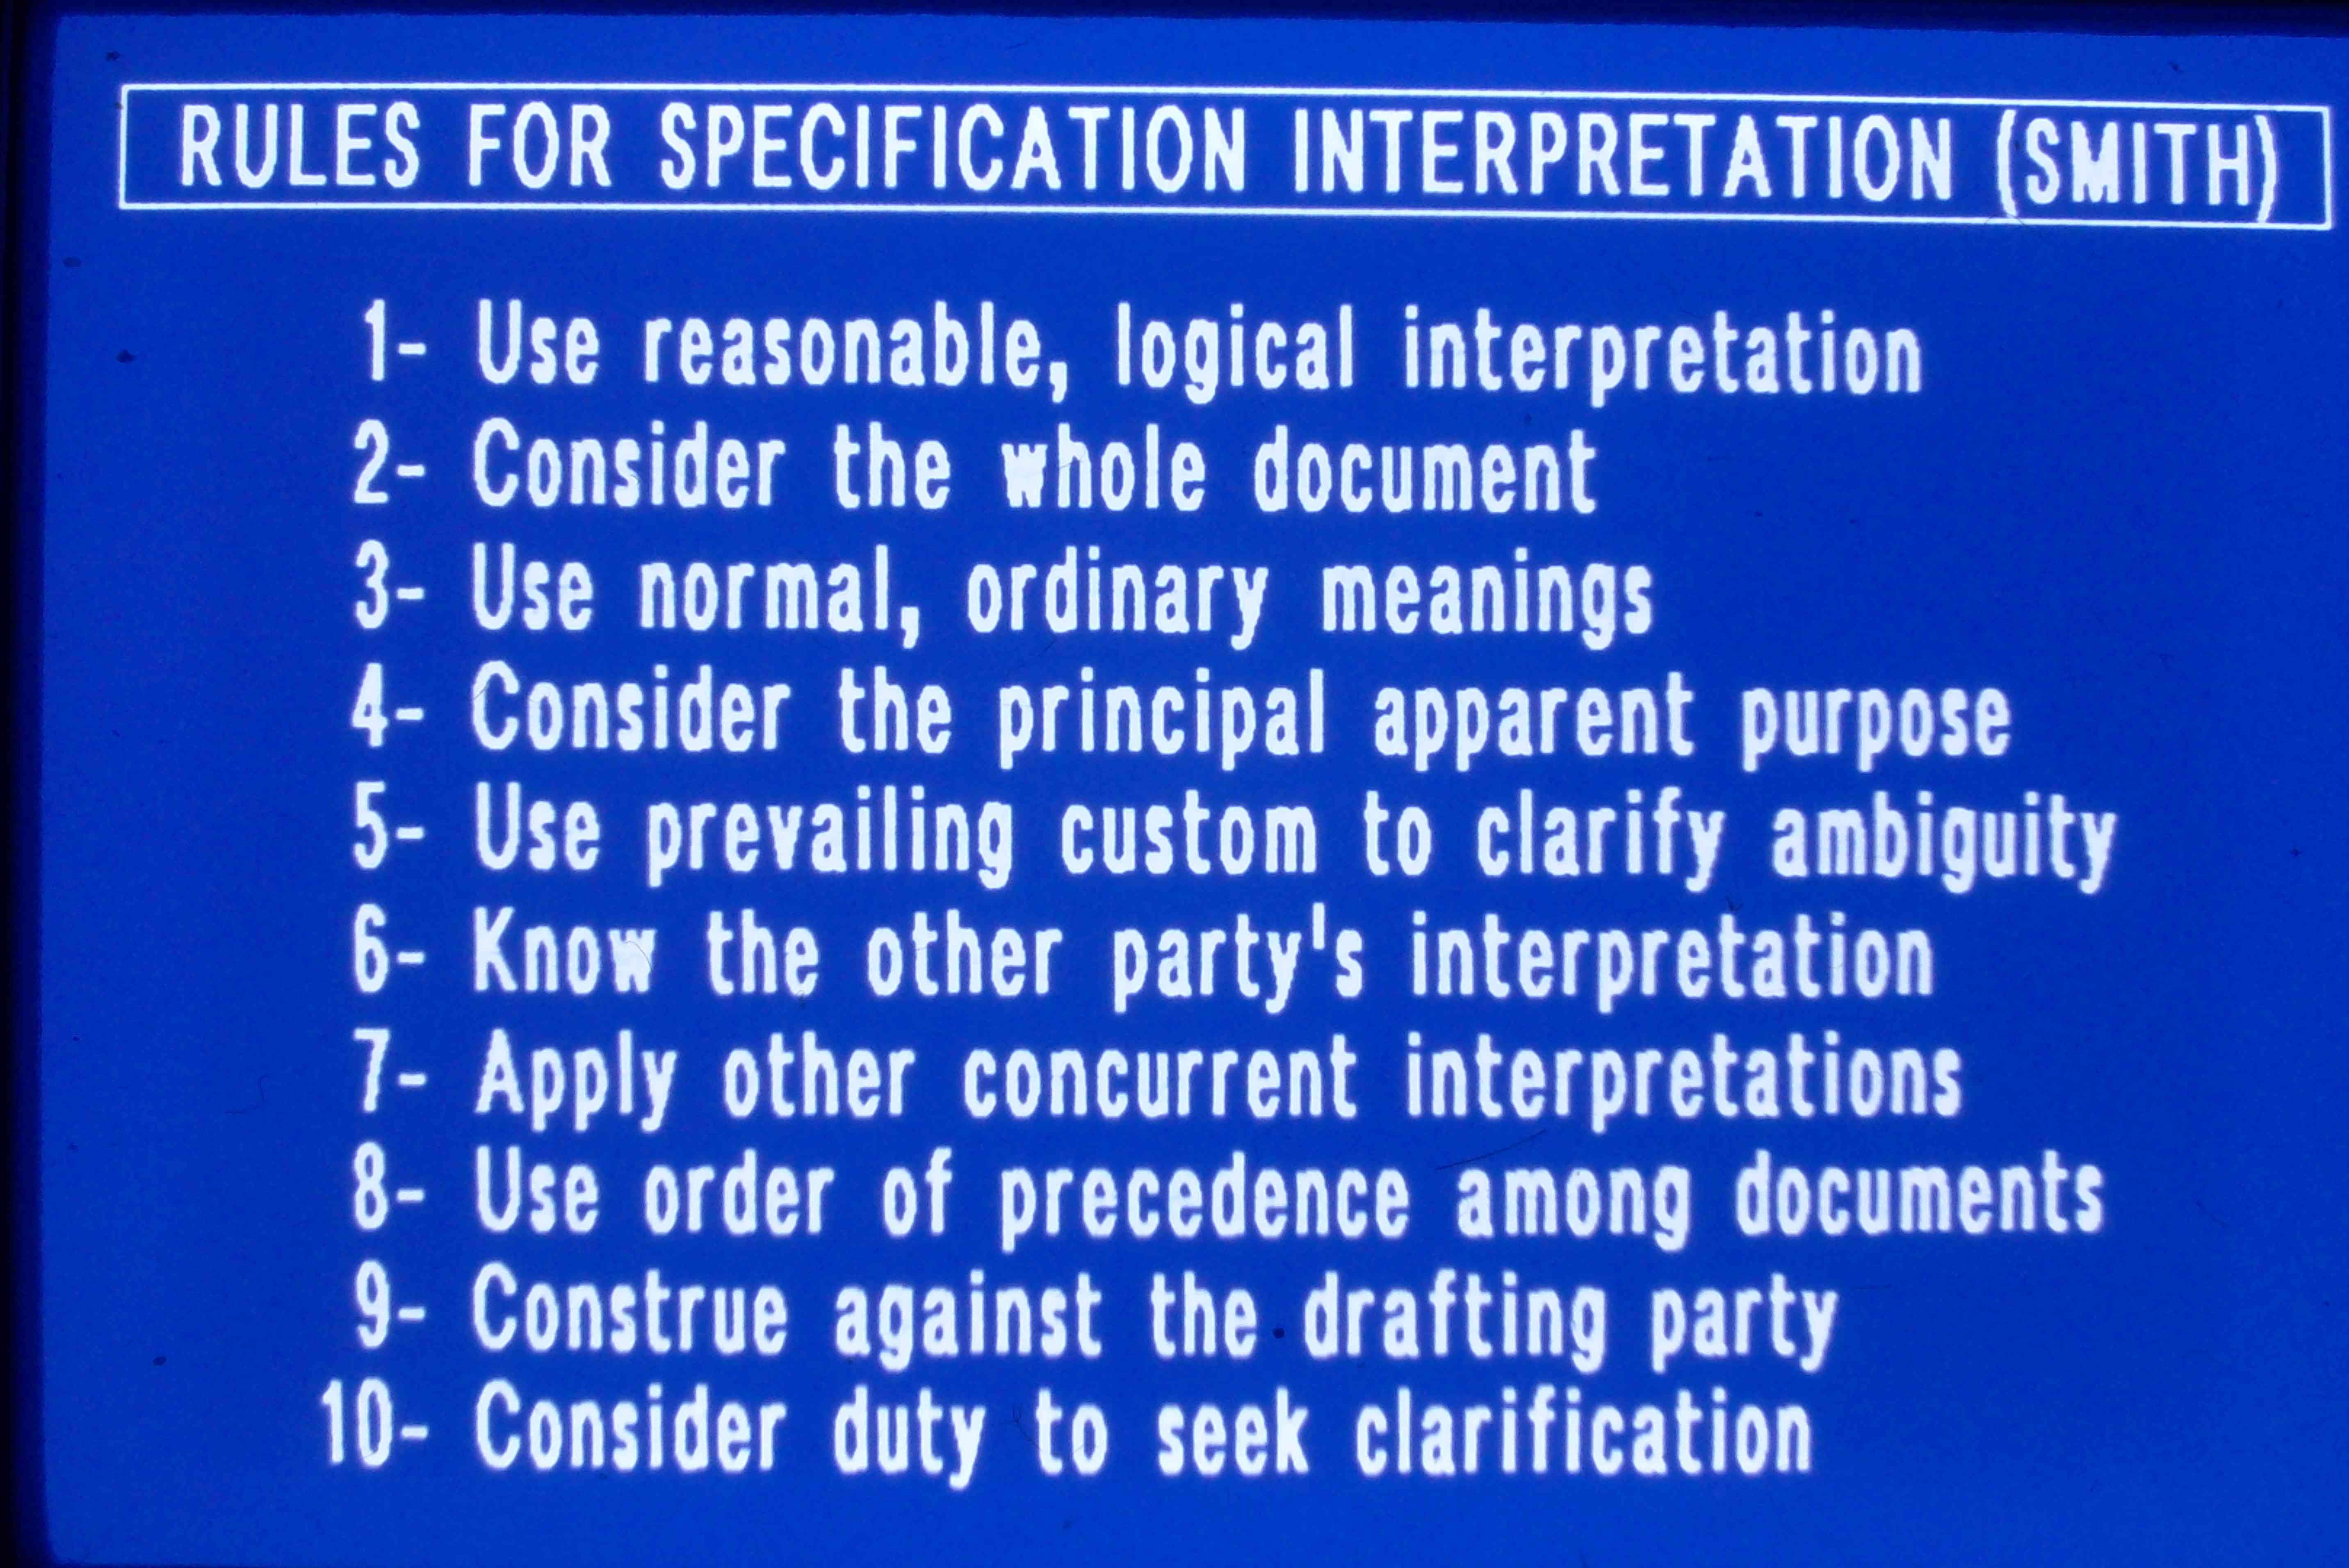 RULES FOR SPECIFICATION INTERPRETATION (SMITH)
1- Use reasonable, logical interpretation
2- Consider the whole document
3- Use normal, ordinary meanings
4- Consider the principal apparent purpose
5- Use prevailing custom to clarify ambiguity
6- Know the other party's interpretation
7- Apply other concurrent interpretations
8- Use order of precedence among documents
9- Construe against the drafting party
10- Consider duty to seek clarification